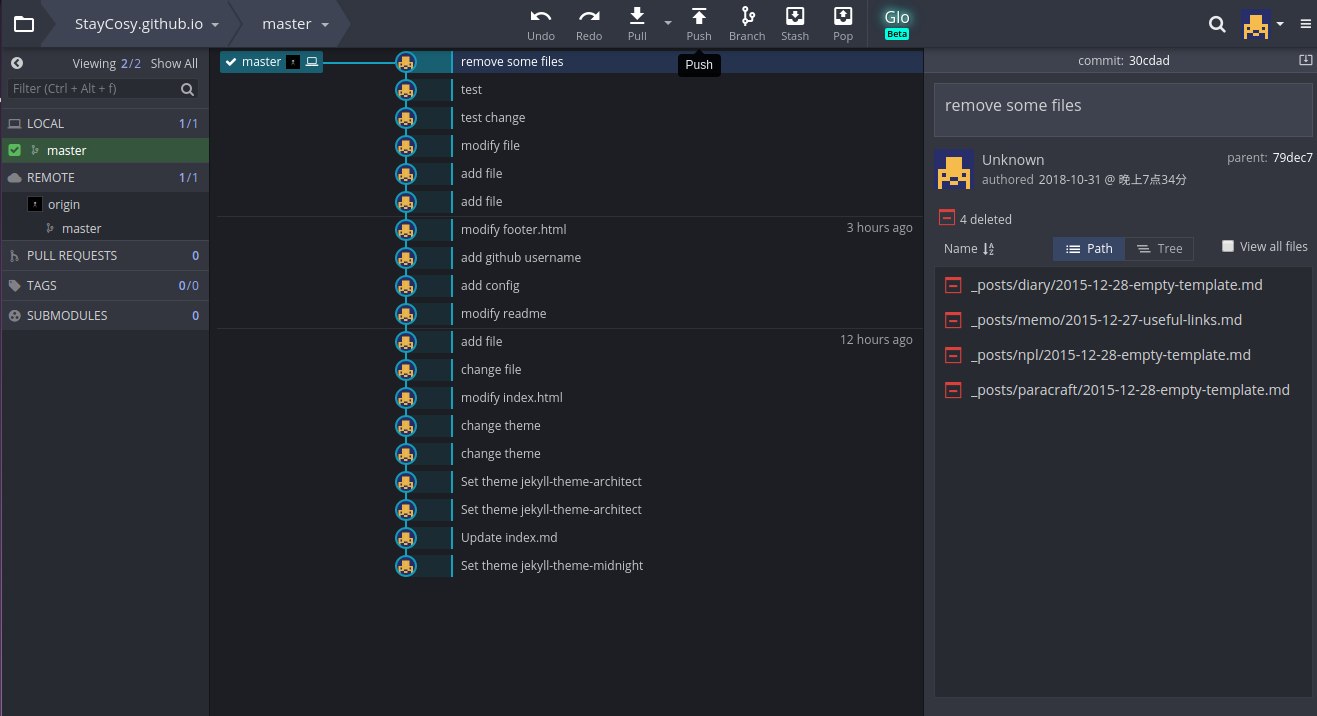 StayCosy.github.io
master
Undo
Redo
Pull
Push
Branch
Stash
Pop
Glo
Beta
Push
Viewing 2/2 Show All
Filter (Ctrl + Alt + f)
LOCAL 1/1
master
REMOTE 1/1
origin
master
PULL REQUESTS 0
TAGS 0/0
SUBMODULES 0
master
remove some files
test
test change
modify file
add file
add file
modify footer.html 3 hours ago
add github username
add config
modify readme
add file 12 hours ago
change file
modify index.html
change theme
change theme
Set theme jekyll-theme-architect
Set theme jekyll-theme-architect
Update index.md
Set theme jekyll-theme-midnight
commit: 30cdad
remove some files
Unknown
parent: 79dec7
authored 2018-10-31 @ 晚上7点34分
4 deleted
Name
Path
Tree
View all files
_posts/diary/2015-12-28-empty-template.md
_posts/memo/2015-12-27-useful-links.md
_posts/npl/2015-12-28-empty-template.md
_posts/paracraft/2015-12-28-empty-template.md